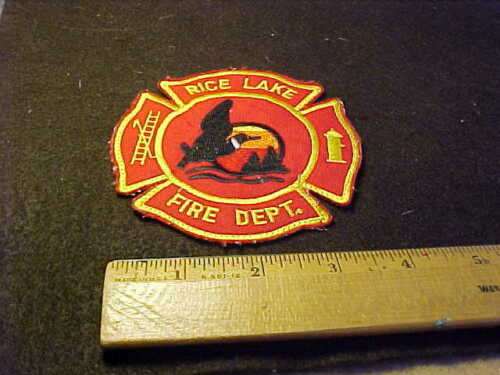 RICE LAKE
FIRE DEPT.
1 2 3 4 5